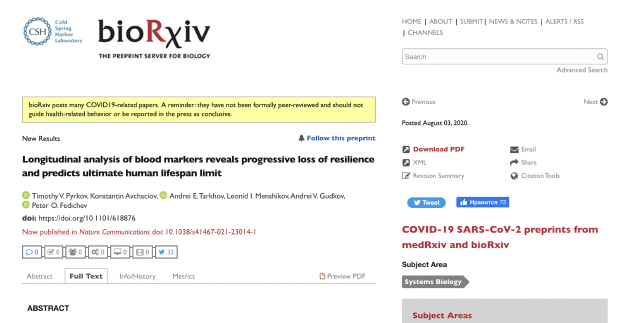 CSH Cold Spring Harbor Laboratory
bioRxiv
THE PREPRINT SERVER FOR BIOLOGY
HOME | ABOUT | SUBMIT | NEWS & NOTES | ALERTS / RSS
| CHANNELS
Search
Advanced Search
bioRxiv posts many COVID19-related papers. A reminder: they have not been formally peer-reviewed and should not
guide health-related behavior or be reported in the press as conclusive.
New Results
Follow this preprint
Longitudinal analysis of blood markers reveals progressive loss of resilience
and predicts ultimate human lifespan limit
Timothy V. Pyrkov, Konstantin Avchaciov, Andrei E. Tarkhov, Leonid I. Menshikov, Andrei V. Gudkov,
Peter O. Fedichev
doi: https://doi.org/10.1101/618876
Now published in Nature Communications doi: 10.1038/s41467-021-23014-1
0 0 0 0 0 0 32
Abstract Full Text Info/History Metrics Preview PDF
ABSTRACT
Previous Next
Posted August 03, 2020.
Download PDF Email
XML Share
Revision Summary Citation Tools
Tweet Нравится 72
COVID-19 SARS-CoV-2 preprints from
medRxiv and bioRxiv
Subject Area
Systems Biology
Subject Areas